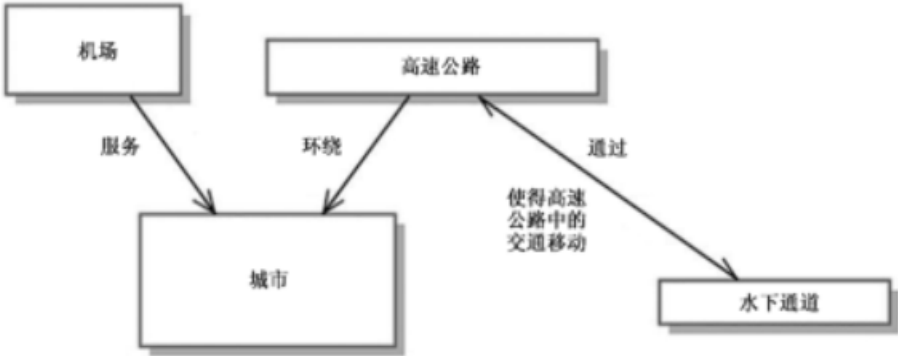 机场
高速公路
服务
环绕
通过
使得高速
公路中的
交通移动
城市
水下通道